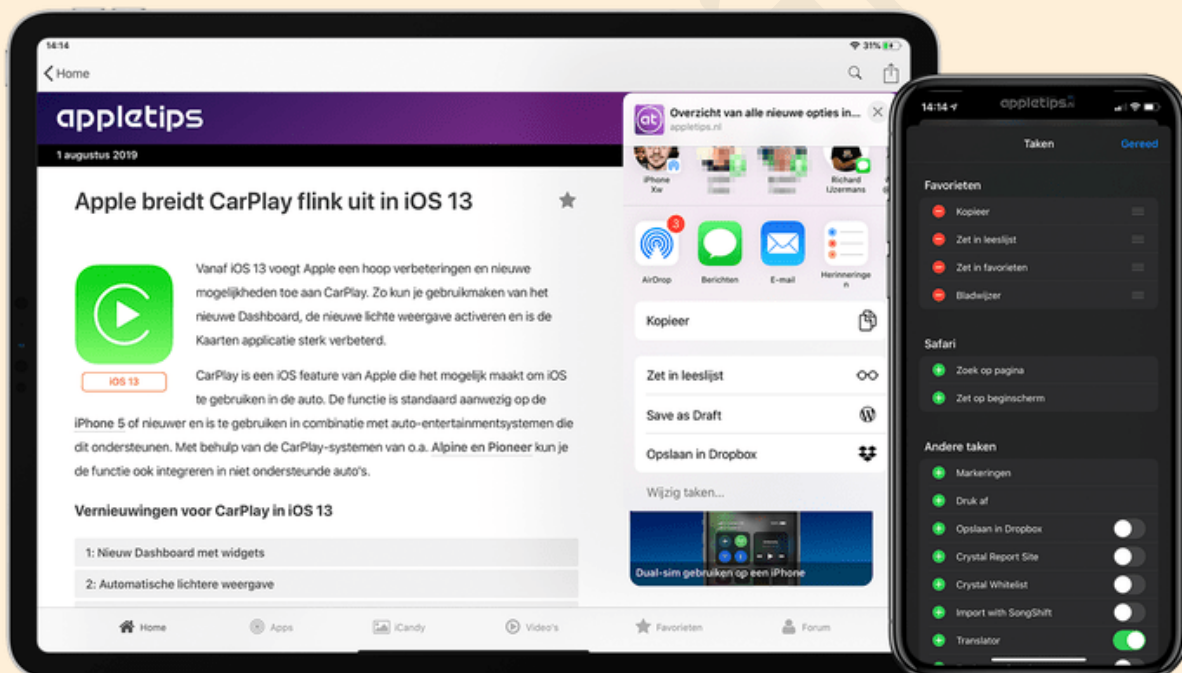 14:14
31%
Home
appletips
1 augustus 2019
Apple breidt CarPlay flink uit in iOS 13
Vanaf iOS 13 voegt Apple een hoop verbeteringen en nieuwe
mogelijkheden toe aan CarPlay. Zo kun je gebruikmaken van het
nieuwe Dashboard, de nieuwe lichte weergave activeren en is de
Kaarten applicatie sterk verbeterd.
iOS 13
CarPlay is een iOS feature van Apple die het mogelijk maakt om iOS
te gebruiken in de auto. De functie is standaard aanwezig op de
iPhone 5 of nieuwer en is te gebruiken in combinatie met auto-entertainmentsystemen die
dit ondersteunen. Met behulp van de CarPlay-systemen van o.a. Alpine en Pioneer kun je
de functie ook integreren in niet ondersteunde auto's.
Vernieuwingen voor CarPlay in iOS 13
1: Nieuw Dashboard met widgets
2: Automatische lichtere weergave
Home
Apps
iCandy
Video's
Favorieten
Forum
at
Overzicht van alle nieuwe opties in...
appletips.nl
iPhone
Xw
Richard
IJzermans
3
AirDrop
Berichten
E-mail
Herinneringe
n
Kopieer
Zet in leeslijst
Save as Draft
Opslaan in Dropbox
Wijzig taken...
Dual-sim gebruiken op een iPhone
14:14
appletips
Taken
Gereed
Favorieten
Kopieer
Zet in leeslijst
Zet in favorieten
Bladwijzer
Safari
Zoek op pagina
Zet op beginscherm
Andere taken
Markeringen
Druk af
Opslaan in Dropbox
Crystal Report Site
Crystal Whitelist
Import with SongShift
Translator